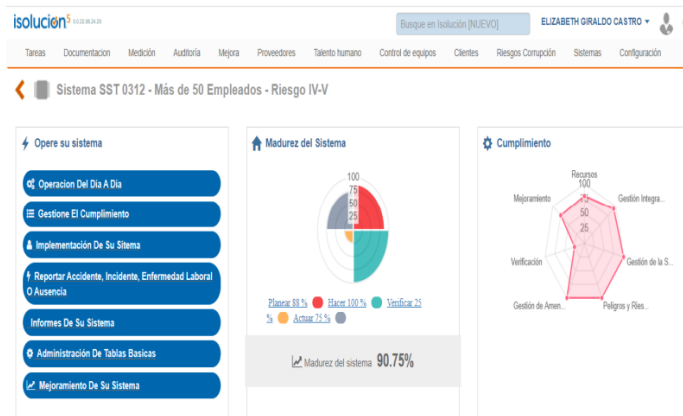 isolución5
Busque en Isolución [NUEVO]
ELIZABETH GIRALDO CASTRO
Tareas Documentacion Medición Auditoría Mejora Proveedores Talento humano Control de equipos Clientes Riesgos Corrupción Sistemas Configuración
Sistema SST 0312 - Más de 50 Empleados - Riesgo IV-V
Opere su sistema
Operacion Del Dia A Dia
Gestione El Cumplimiento
Implementación De Su Sitema
Reportar Accidente, Incidente, Enfermedad Laboral
O Ausencia
Informes De Su Sistema
Administración De Tablas Basicas
Mejoramiento De Su Sistema
Madurez del Sistema
100
75
50
25
Planear 88 % Hacer 100 % Verificar 25
% Actuar 75 %
Madurez del sistema 90.75%
Cumplimiento
Recursos
100
Mejoramiento 75 Gestión Integra...
50
25
Verificación Gestión de la S...
Gestión de Amen... Peligros y Ries...